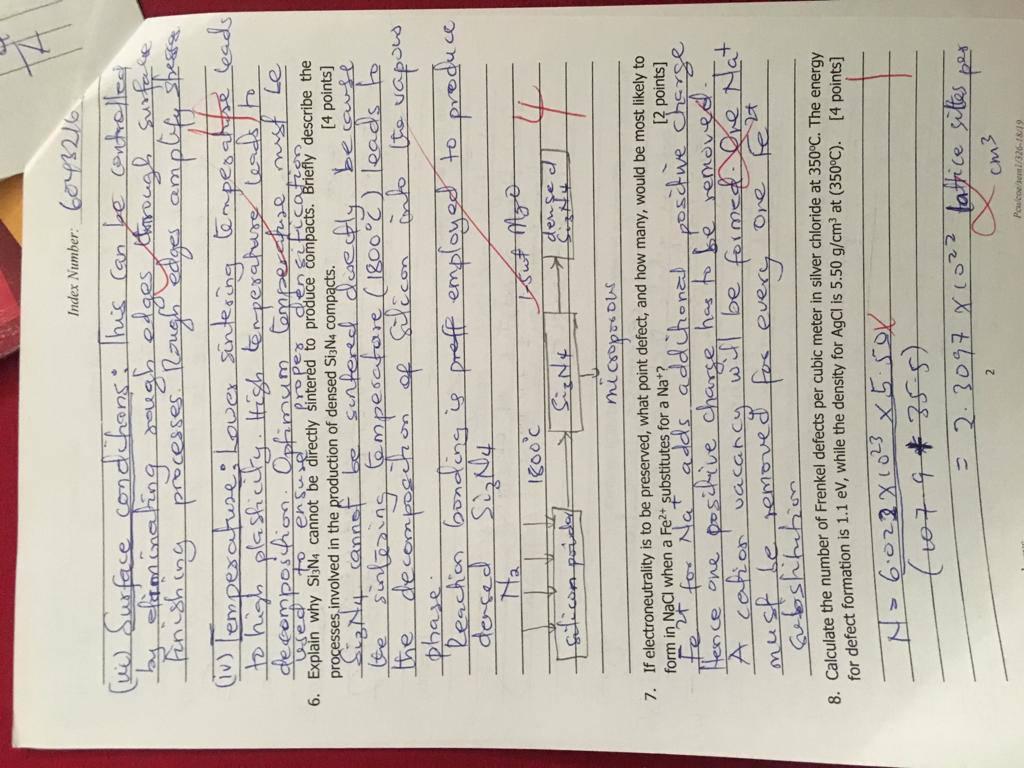 Index Number: 6043216
(iii) Surface conditions: This can be controlled
by eliminating rough edges through surface
finishing processes. Rough edges amplify stress
(iv) Temperature: Lower sintering temperature leads
to high plasticity. High temperature leads to
decomposition. Optimum temperature must be
used to ensure proper densification
6. Explain why Si3N4 cannot be directly sintered to produce compacts. Briefly describe the
processes involved in the production of densed Si3N4 compacts. [4 points]
Si3N4 cannot be sintered directly because
the sintering temperature (1800°C) leads to
the decomposition of Silicon into the vapour
phase.
Reaction bonding is employed to produce
densed Si3N4
N2 1800°C MgO 4
silicon powder Si3N4 densed
Si3N4
microporous
7. If electroneutrality is to be preserved, what point defect, and how many, would be most likely to
form in NaCl when a Fe2+ substitutes for a Na+? [2 points]
Fe2+ for Na+ adds additional positive charge
Hence one positive charge has to be removed.
A cation vacancy will be formed. One Na+
must be removed for every one Fe2+
substitution
8. Calculate the number of Frenkel defects per cubic meter in silver chloride at 350°C. The energy
for defect formation is 1.1 eV, while the density for AgCl is 5.50 g/cm3 at (350°C). [4 points]
N = 6.023 x 10^23 x 5.50
(107.9 + 35.5)
= 2.3097 x 10^22 lattice sites per
cm3
2